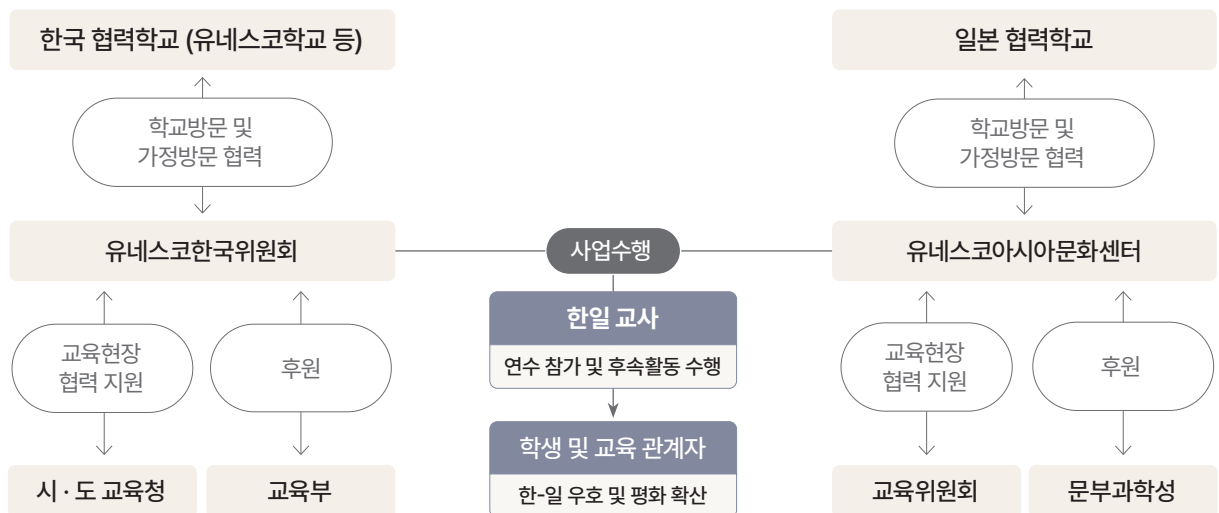 한국 협력학교 (유네스코학교 등)
일본 협력학교
학교방문 및
가정방문 협력
학교방문 및
가정방문 협력
유네스코한국위원회
사업수행
유네스코아시아문화센터
한일 교사
연수 참가 및 후속활동 수행
교육현장
협력 지원
후원
교육현장
협력 지원
후원
학생 및 교육 관계자
한-일 우호 및 평화 확산
시 · 도 교육청
교육부
교육위원회
문부과학성